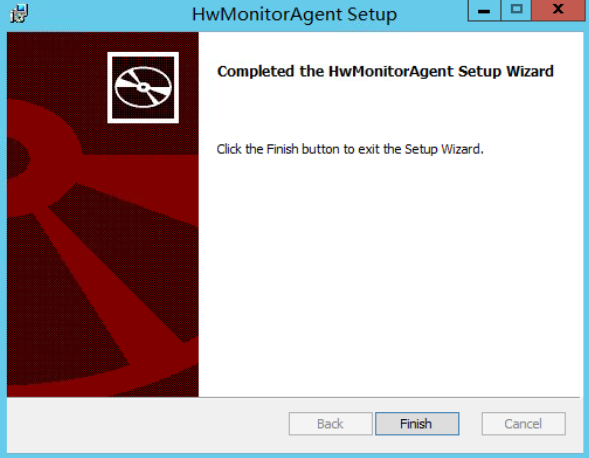 HwMonitorAgent Setup
Completed the HwMonitorAgent Setup Wizard
Click the Finish button to exit the Setup Wizard.
Back
Finish
Cancel